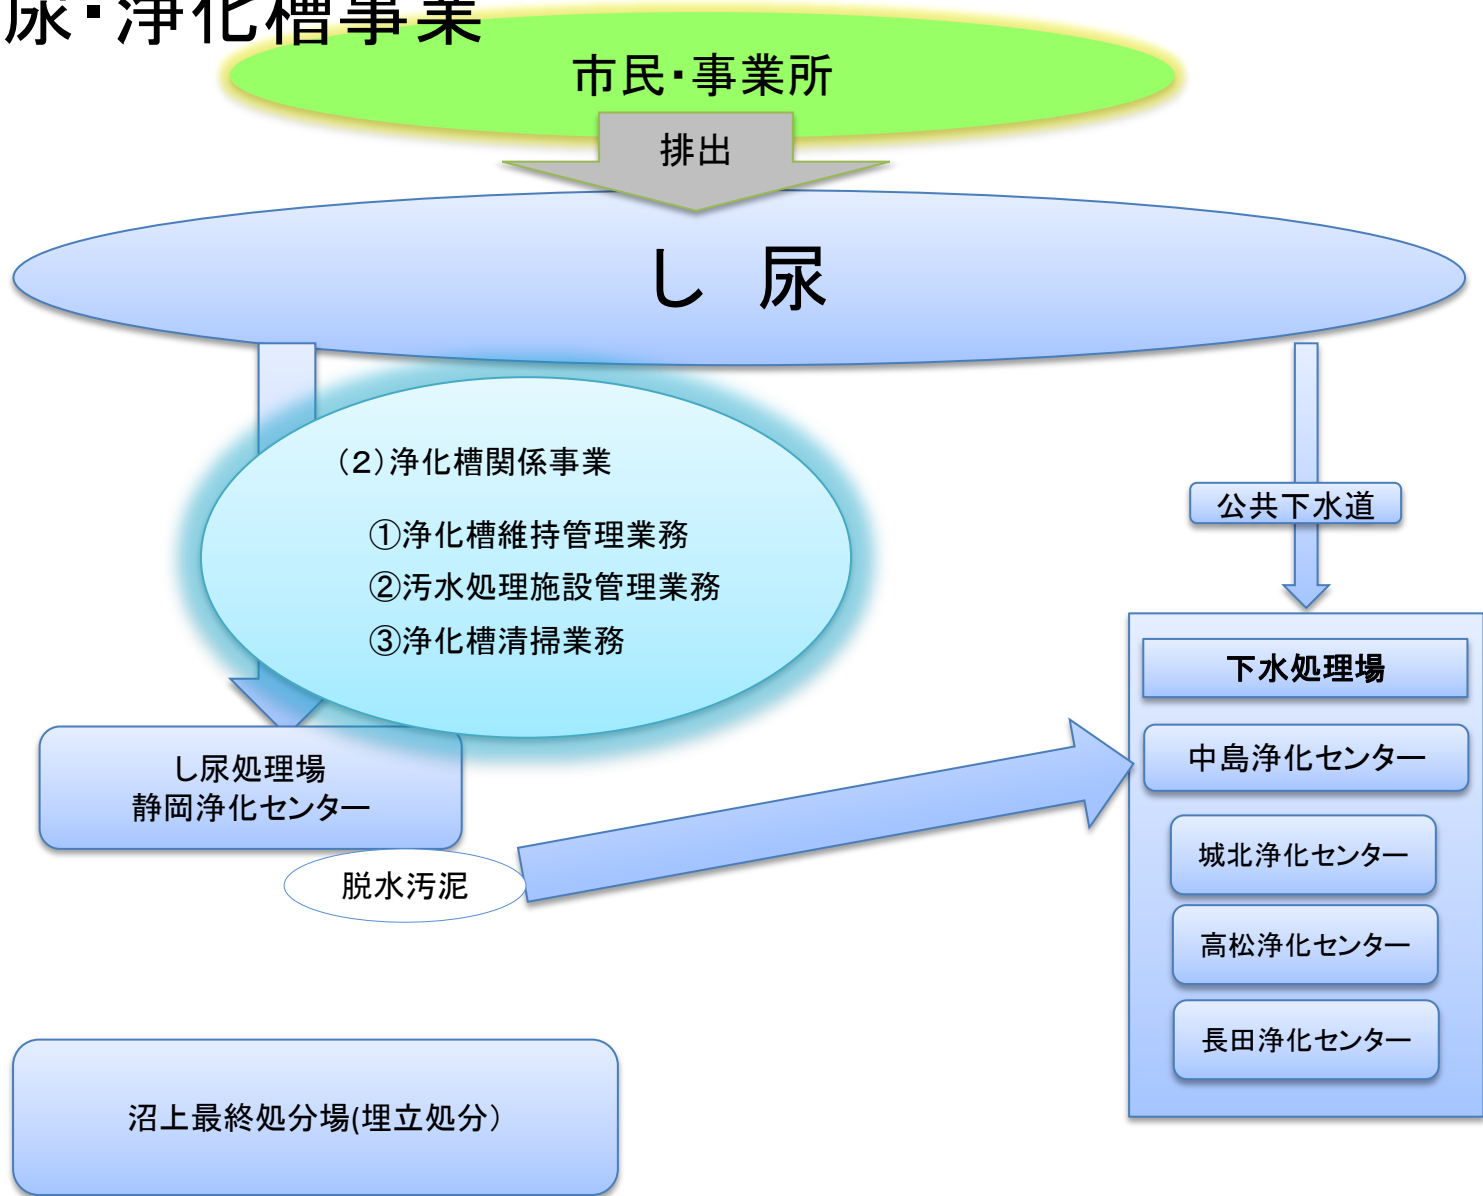 尿・浄化槽事業
市民・事業所
排出
し　尿
（２）浄化槽関係事業
①浄化槽維持管理業務
②汚水処理施設管理業務
③浄化槽清掃業務
公共下水道
下水処理場
中島浄化センター
し尿処理場
静岡浄化センター
城北浄化センター
脱水汚泥
高松浄化センター
長田浄化センター
沼上最終処分場(埋立処分）